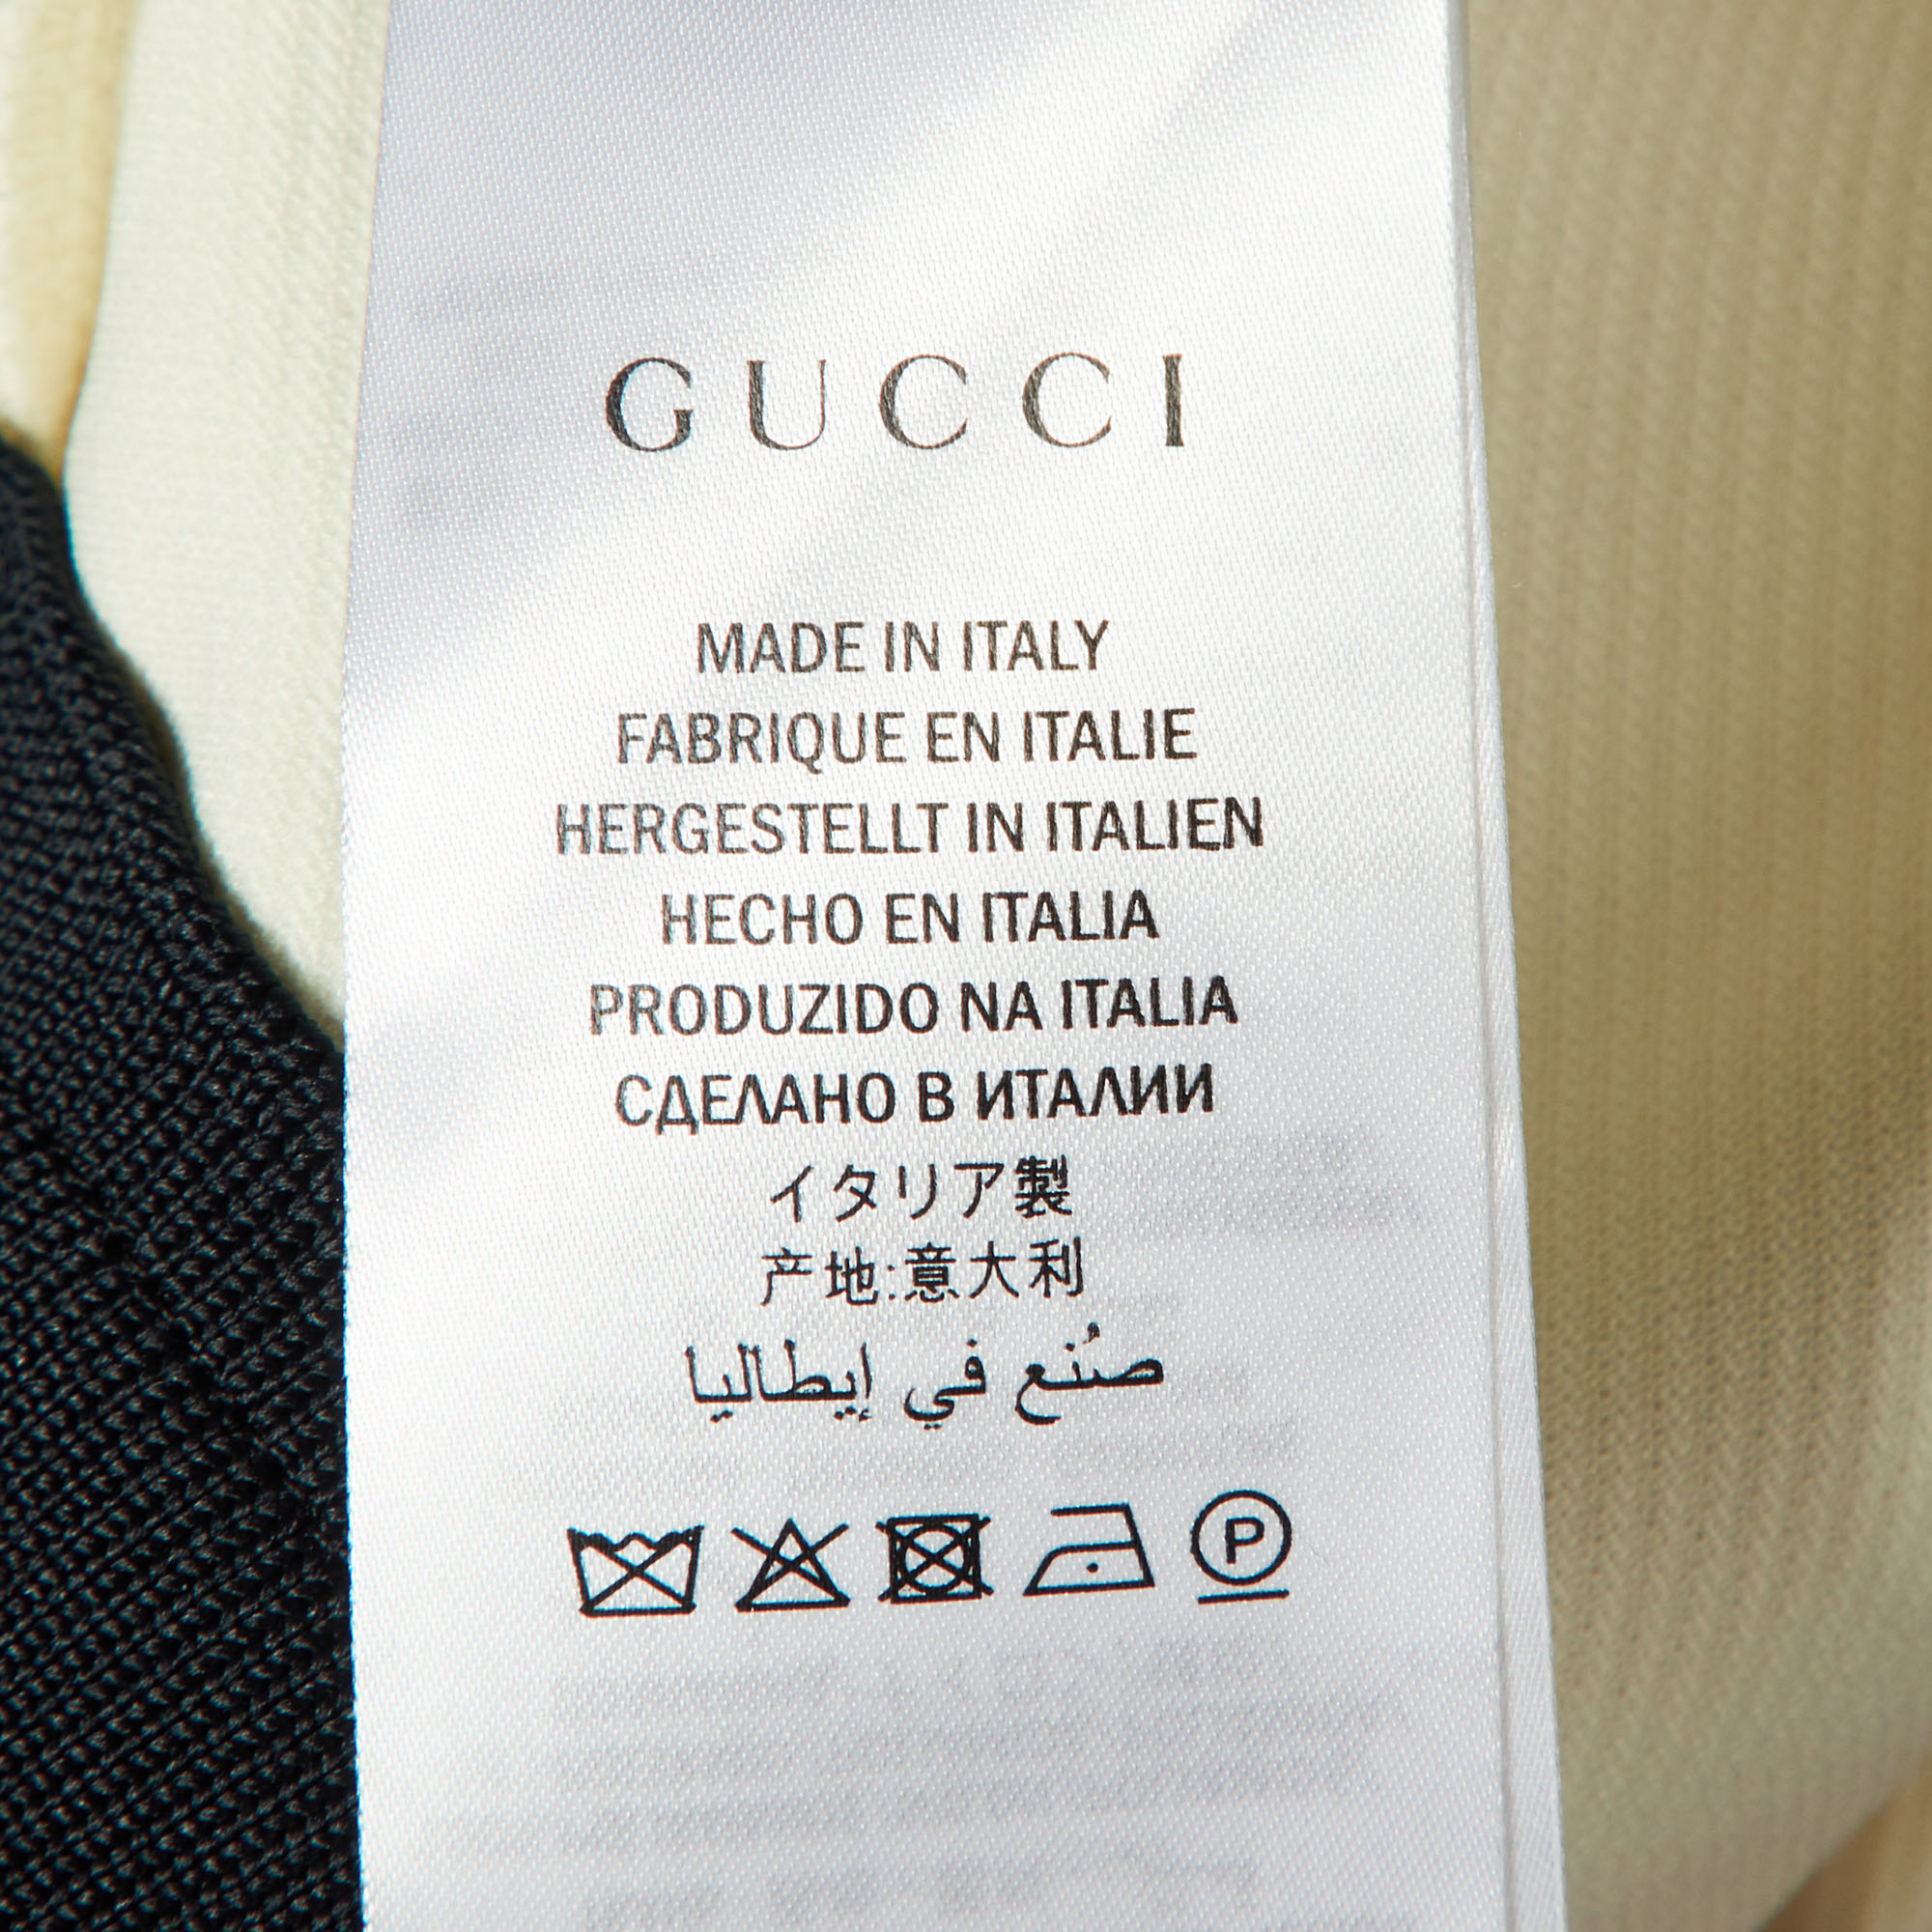 GUCCI
MADE IN ITALY
FABRIQUE EN ITALIE
HERGESTELLT IN ITALIEN
HECHO EN ITALIA
PRODUZIDO NA ITALIA
СДЕЛАНО В ИТАЛИИ
イタリア製
产地:意大利
صُنع في إيطاليا
P